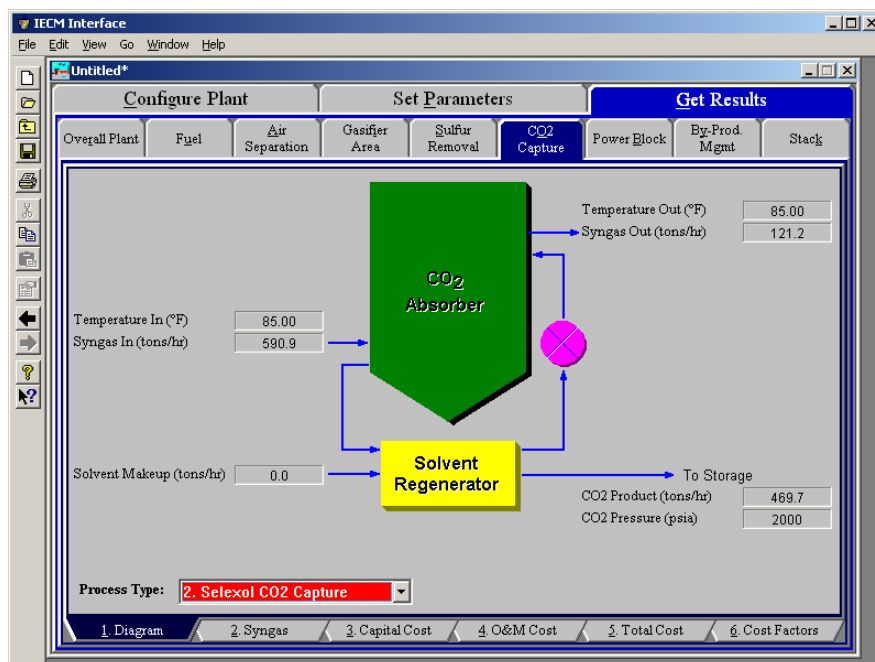 IECM Interface
File Edit View Go Window Help
Untitled*
Configure Plant Set Parameters Get Results
Overall Plant Fuel Air Separation Gasifier Area Sulfur Removal CO2 Capture Power Block By-Prod. Mgmt Stack
Temperature Out (°F) 85.00
Syngas Out (tons/hr) 121.2
CO2
Absorber
Temperature In (°F) 85.00
Syngas In (tons/hr) 590.9
Solvent
Regenerator
Solvent Makeup (tons/hr) 0.0
To Storage
CO2 Product (tons/hr) 469.7
CO2 Pressure (psia) 2000
Process Type: 2. Selexol CO2 Capture
1. Diagram 2. Syngas 3. Capital Cost 4. O&M Cost 5. Total Cost 6. Cost Factors